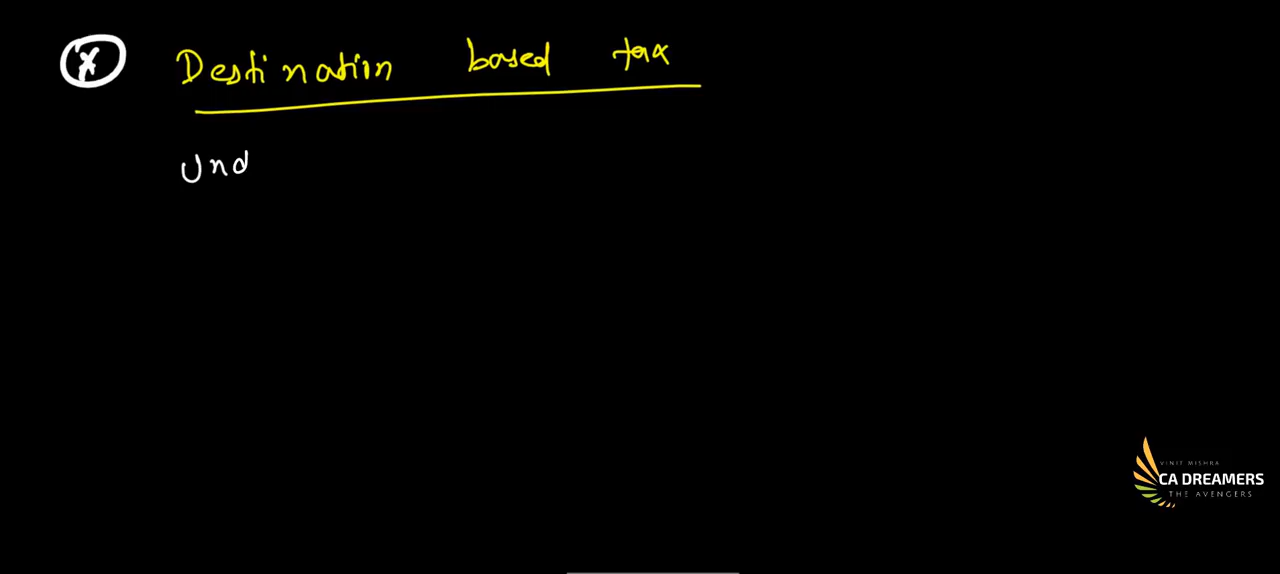 Destination based tax
Und
VINIT MISHRA
CA DREAMERS
THE AVENGERS